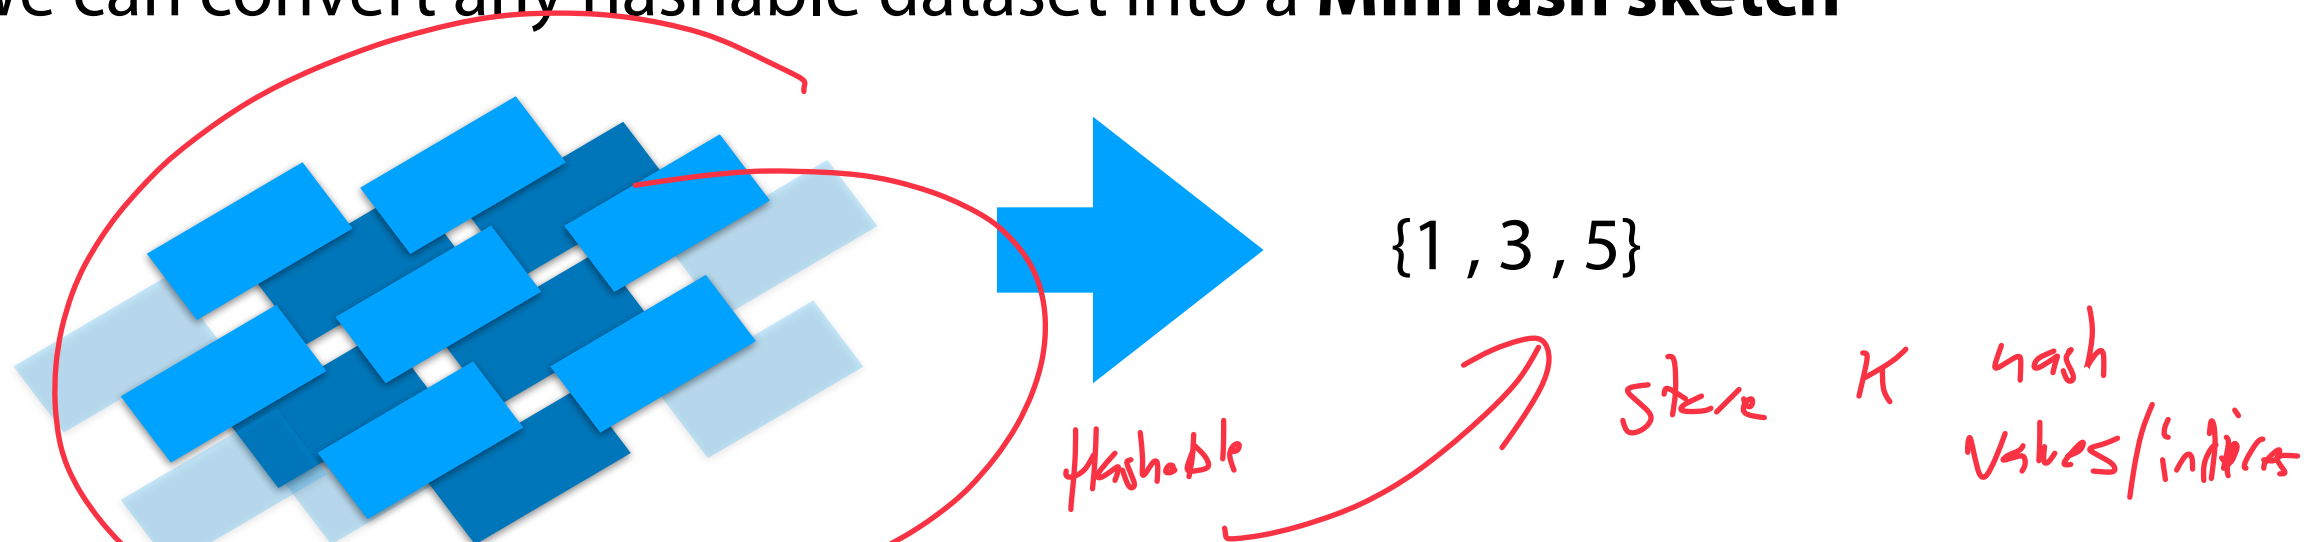 we can convert any hashable dataset into a MinHash sketch
{1 , 3 , 5}
Hashable
Store K hash
values/indices